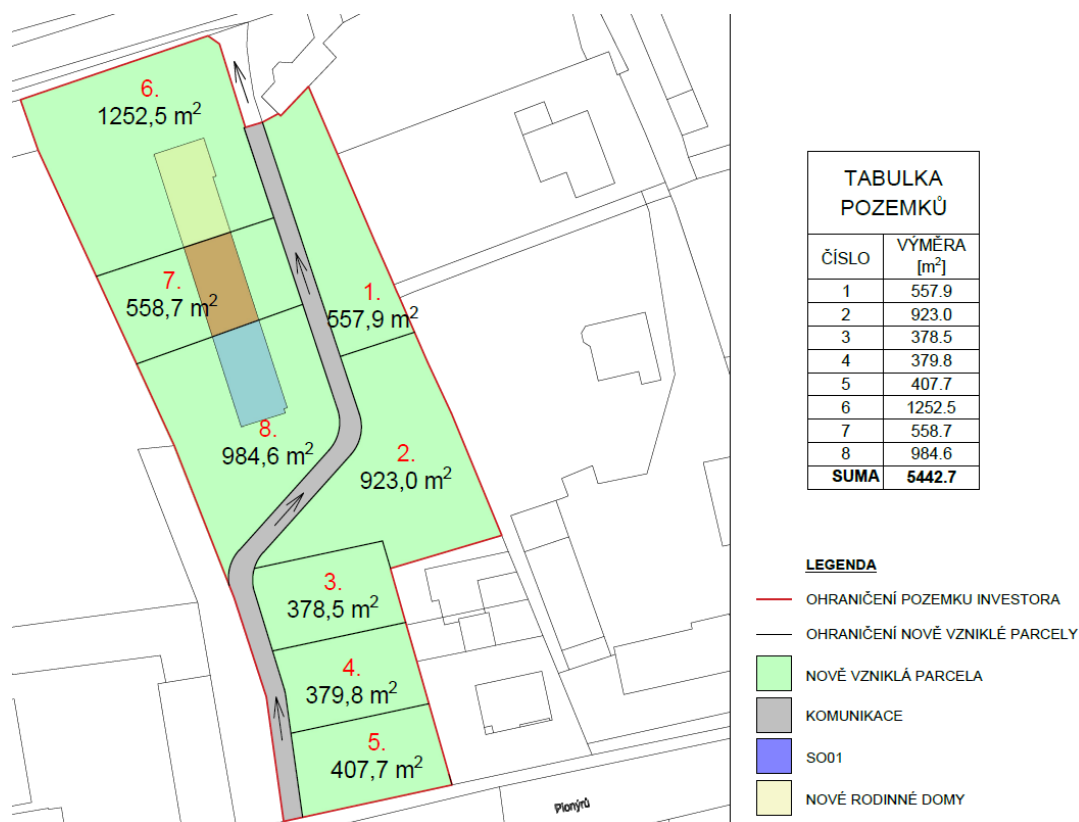 6.
1252,5 m²
7.
558,7 m²
1.
557,9 m²
8.
984,6 m²
2.
923,0 m²
3.
378,5 m²
4.
379,8 m²
5.
407,7 m²
Pionýrů
TABULKA
POZEMKŮ
ČÍSLO VÝMĚRA
[m²]
1 557.9
2 923.0
3 378.5
4 379.8
5 407.7
6 1252.5
7 558.7
8 984.6
SUMA 5442.7
LEGENDA
OHRANIČENÍ POZEMKU INVESTORA
OHRANIČENÍ NOVĚ VZNIKLÉ PARCELY
NOVĚ VZNIKLÁ PARCELA
KOMUNIKACE
SO01
NOVÉ RODINNÉ DOMY